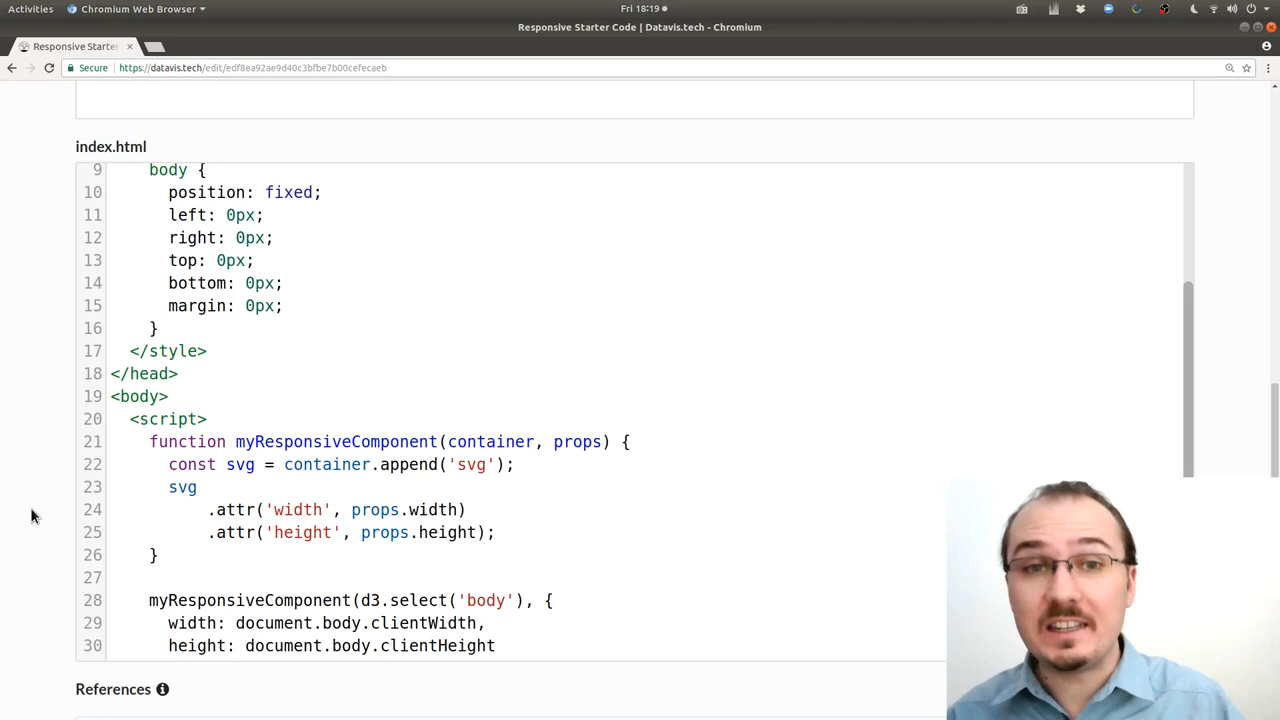 Activities
Chromium Web Browser
Fri 18:19
Responsive Starter Code | Datavis.tech - Chromium
Responsive Starter
Secure
https://datavis.tech/edit/edf8ea92ae9d40c3bfbe7b00cefecaeb
index.html
9 body {
10 position: fixed;
11 left: 0px;
12 right: 0px;
13 top: 0px;
14 bottom: 0px;
15 margin: 0px;
16 }
17 </style>
18 </head>
19 <body>
20 <script>
21 function myResponsiveComponent(container, props) {
22 const svg = container.append('svg');
23 svg
24 .attr('width', props.width)
25 .attr('height', props.height);
26 }
27
28 myResponsiveComponent(d3.select('body'), {
29 width: document.body.clientWidth,
30 height: document.body.clientHeight
References